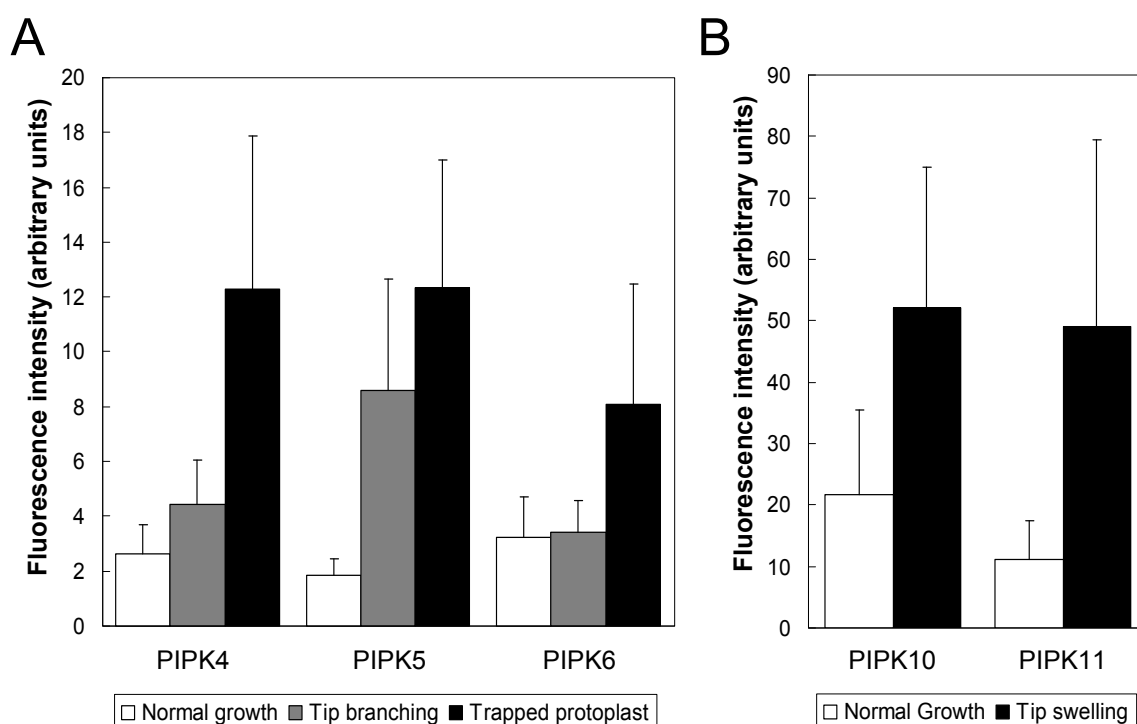 A
Fluorescence intensity (arbitrary units)
20
18
16
14
12
10
8
6
4
2
0
PIPK4 PIPK5 PIPK6
Normal growth Tip branching Trapped protoplast
B
Fluorescence intensity (arbitrary units)
90
80
70
60
50
40
30
20
10
0
PIPK10 PIPK11
Normal Growth Tip swelling